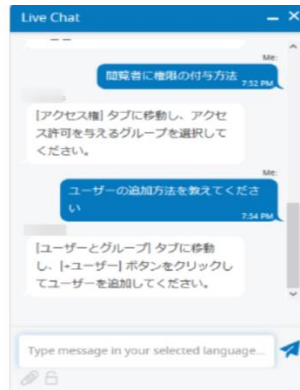 Live Chat
Me:
閲覧者に権限の付与方法
7:52 PM
[アクセス権] タブに移動し、アクセ
ス許可を与えるグループを選択して
ください。
Me:
ユーザーの追加方法を教えてくださ
い
7:54 PM
[ユーザーとグループ] タブに移動
し、[+ユーザー] ボタンをクリックし
てユーザーを追加してください。
Type message in your selected language...